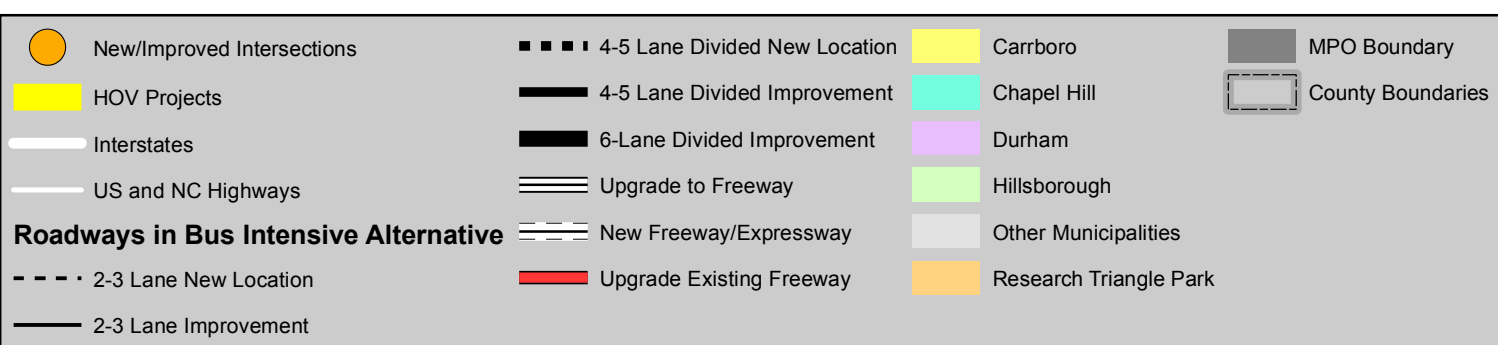 New/Improved Intersections
HOV Projects
Interstates
US and NC Highways
Roadways in Bus Intensive Alternative
2-3 Lane New Location
2-3 Lane Improvement
4-5 Lane Divided New Location
4-5 Lane Divided Improvement
6-Lane Divided Improvement
Upgrade to Freeway
New Freeway/Expressway
Upgrade Existing Freeway
Carrboro
Chapel Hill
Durham
Hillsborough
Other Municipalities
Research Triangle Park
MPO Boundary
County Boundaries